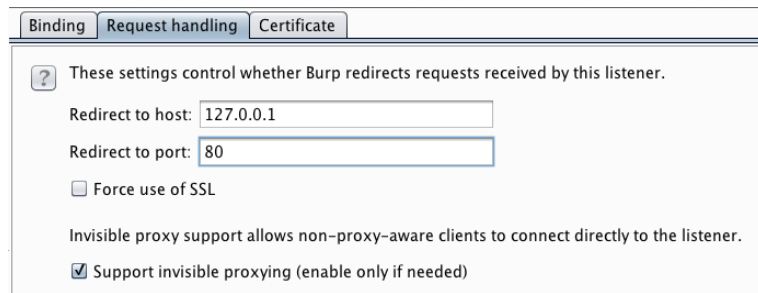 Binding Request handling Certificate
? These settings control whether Burp redirects requests received by this listener.
Redirect to host: 127.0.0.1
Redirect to port: 80
Force use of SSL
Invisible proxy support allows non-proxy-aware clients to connect directly to the listener.
Support invisible proxying (enable only if needed)